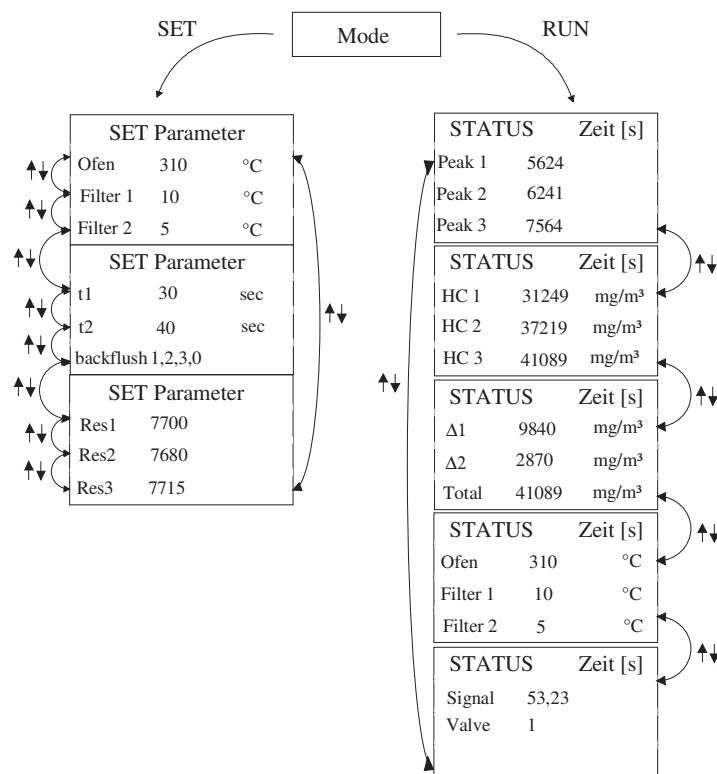 SET Mode RUN
SET Parameter
Ofen 310 °C
Filter 1 10 °C
Filter 2 5 °C
SET Parameter
t1 30 sec
t2 40 sec
backflush 1,2,3,0
SET Parameter
Res1 7700
Res2 7680
Res3 7715
STATUS Zeit [s]
Peak 1 5624
Peak 2 6241
Peak 3 7564
STATUS Zeit [s]
HC 1 31249 mg/m³
HC 2 37219 mg/m³
HC 3 41089 mg/m³
STATUS Zeit [s]
Δ1 9840 mg/m³
Δ2 2870 mg/m³
Total 41089 mg/m³
STATUS Zeit [s]
Ofen 310 °C
Filter 1 10 °C
Filter 2 5 °C
STATUS Zeit [s]
Signal 53,23
Valve 1